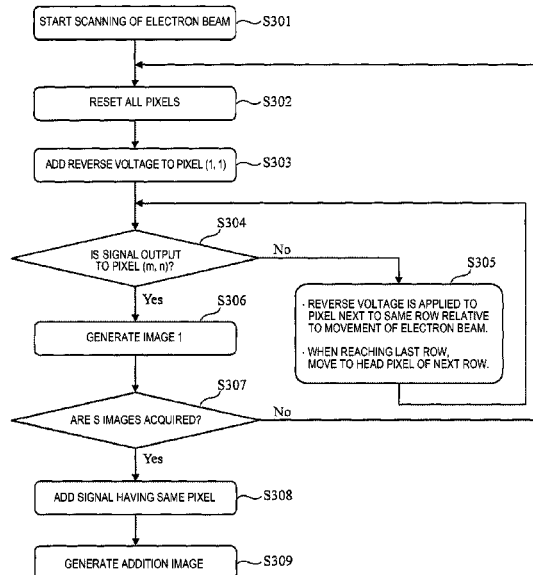 START SCANNING OF ELECTRON BEAM
S301
RESET ALL PIXELS
S302
ADD REVERSE VOLTAGE TO PIXEL (1, 1)
S303
S304
IS SIGNAL OUTPUT
TO PIXEL (m, n)?
No
Yes
S305
· REVERSE VOLTAGE IS APPLIED TO
PIXEL NEXT TO SAME ROW RELATIVE
TO MOVEMENT OF ELECTRON BEAM.
· WHEN REACHING LAST ROW,
MOVE TO HEAD PIXEL OF NEXT ROW.
S306
GENERATE IMAGE 1
S307
ARE S IMAGES ACQUIRED?
No
Yes
ADD SIGNAL HAVING SAME PIXEL
S308
GENERATE ADDITION IMAGE
S309